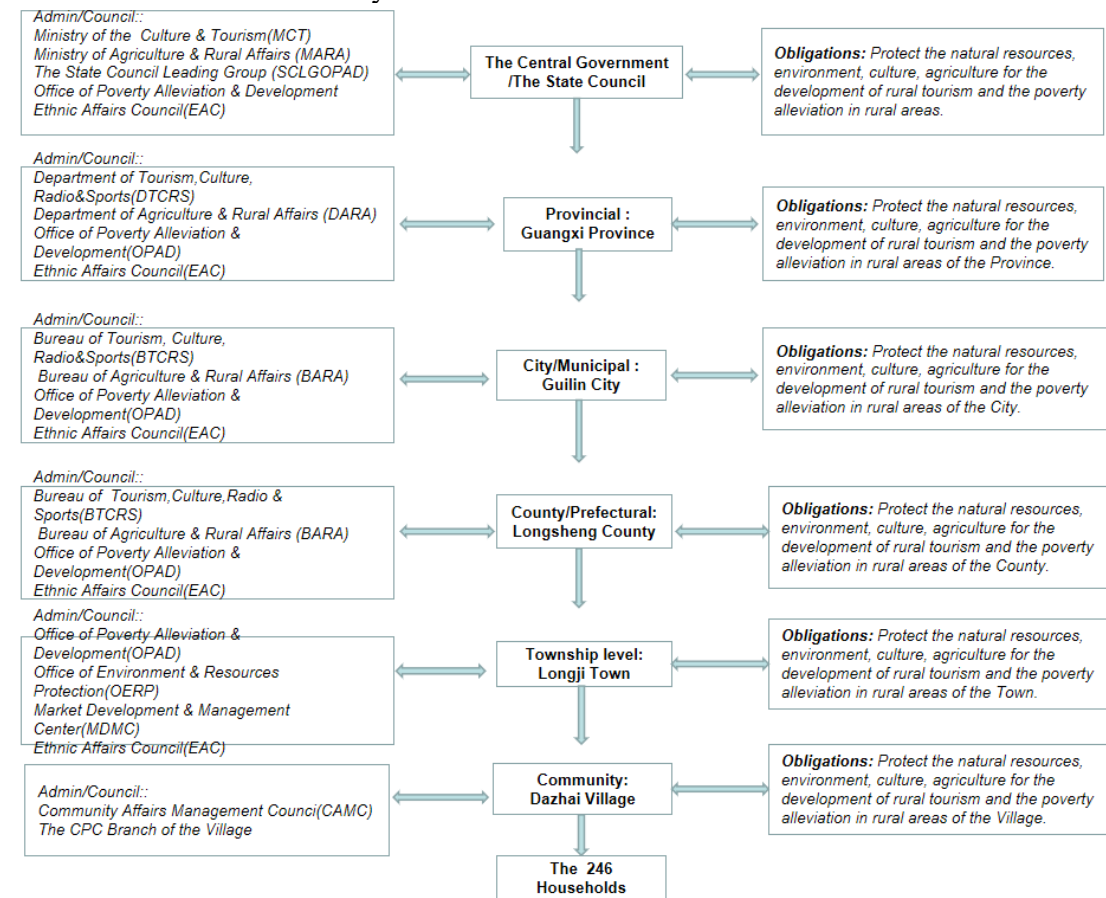 Admin/Council::
Ministry of the Culture & Tourism(MCT)
Ministry of Agriculture & Rural Affairs (MARA)
The State Council Leading Group (SCLGOPAD)
Office of Poverty Alleviation & Development
Ethnic Affairs Council(EAC)
The Central Government
/The State Council
Obligations: Protect the natural resources,
environment, culture, agriculture for the
development of rural tourism and the poverty
alleviation in rural areas.
Admin/Council::
Department of Tourism,Culture,
Radio&Sports(DTCRS)
Department of Agriculture & Rural Affairs (DARA)
Office of Poverty Alleviation &
Development(OPAD)
Ethnic Affairs Council(EAC)
Provincial :
Guangxi Province
Obligations: Protect the natural resources,
environment, culture, agriculture for the
development of rural tourism and the poverty
alleviation in rural areas of the Province.
Admin/Council::
Bureau of Tourism, Culture,
Radio&Sports(BTCRS)
Bureau of Agriculture & Rural Affairs (BARA)
Office of Poverty Alleviation &
Development(OPAD)
Ethnic Affairs Council(EAC)
City/Municipal :
Guilin City
Obligations: Protect the natural resources,
environment, culture, agriculture for the
development of rural tourism and the poverty
alleviation in rural areas of the City.
Admin/Council::
Bureau of Tourism,Culture,Radio &
Sports(BTCRS)
Bureau of Agriculture & Rural Affairs (BARA)
Office of Poverty Alleviation &
Development(OPAD)
Ethnic Affairs Council(EAC)
County/Prefectural:
Longsheng County
Obligations: Protect the natural resources,
environment, culture, agriculture for the
development of rural tourism and the poverty
alleviation in rural areas of the County.
Admin/Council::
Office of Poverty Alleviation &
Development(OPAD)
Office of Environment & Resources
Protection(OERP)
Market Development & Management
Center(MDMC)
Ethnic Affairs Council(EAC)
Township level:
Longji Town
Obligations: Protect the natural resources,
environment, culture, agriculture for the
development of rural tourism and the poverty
alleviation in rural areas of the Town.
Admin/Council::
Community Affairs Management Counci(CAMC)
The CPC Branch of the Village
Community:
Dazhai Village
Obligations: Protect the natural resources,
environment, culture, agriculture for the
development of rural tourism and the poverty
alleviation in rural areas of the Village.
The 246
Households